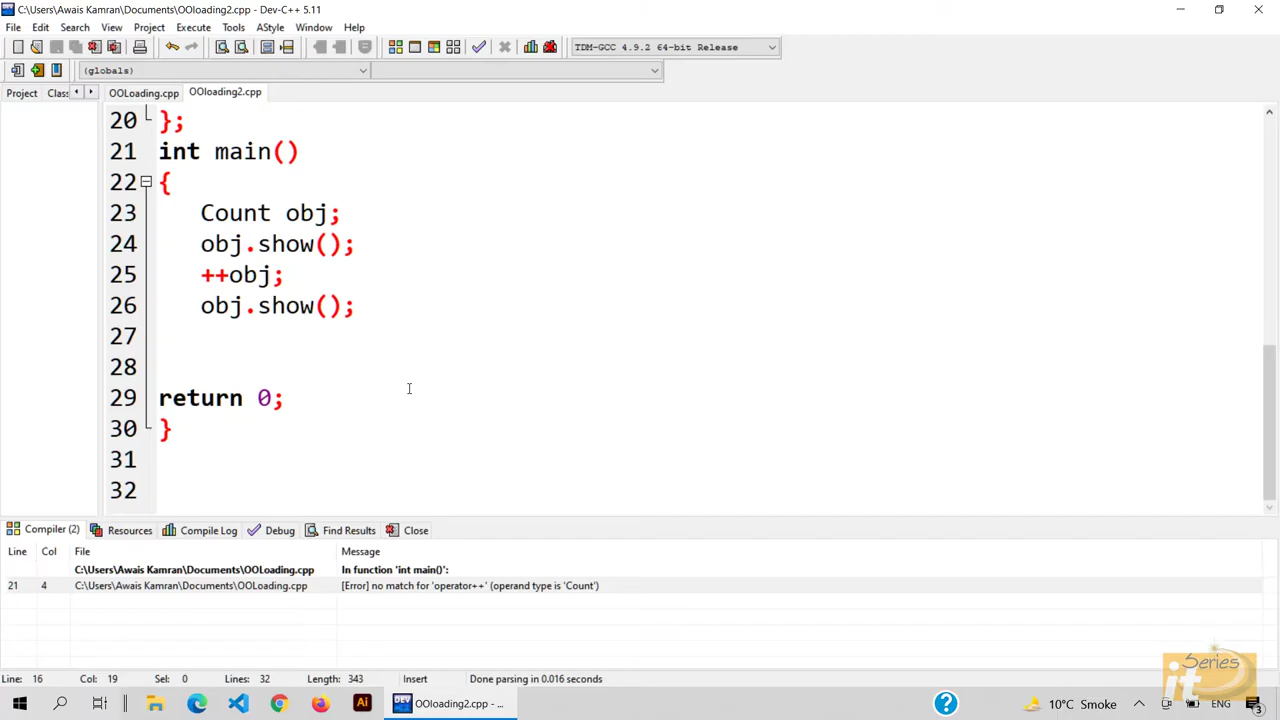 C:\Users\Awais Kamran\Documents\OOloading2.cpp - Dev-C++ 5.11
File Edit Search View Project Execute Tools AStyle Window Help
TDM-GCC 4.9.2 64-bit Release
(globals)
Project Clas OOLoading.cpp OOloading2.cpp
20 };
21 int main()
22 {
23 Count obj;
24 obj.show();
25 ++obj;
26 obj.show();
27
28
29 return 0;
30 }
31
32
Compiler (2) Resources Compile Log Debug Find Results Close
Line Col File Message
C:\Users\Awais Kamran\Documents\OOLoading.cpp In function 'int main()':
21 4 C:\Users\Awais Kamran\Documents\OOLoading.cpp [Error] no match for 'operator++' (operand type is 'Count')
Line: 16 Col: 19 Sel: 0 Lines: 32 Length: 343 Insert Done parsing in 0.016 seconds
Series
it
Ai DEV OOloading2.cpp - ... 10°C Smoke ENG 3